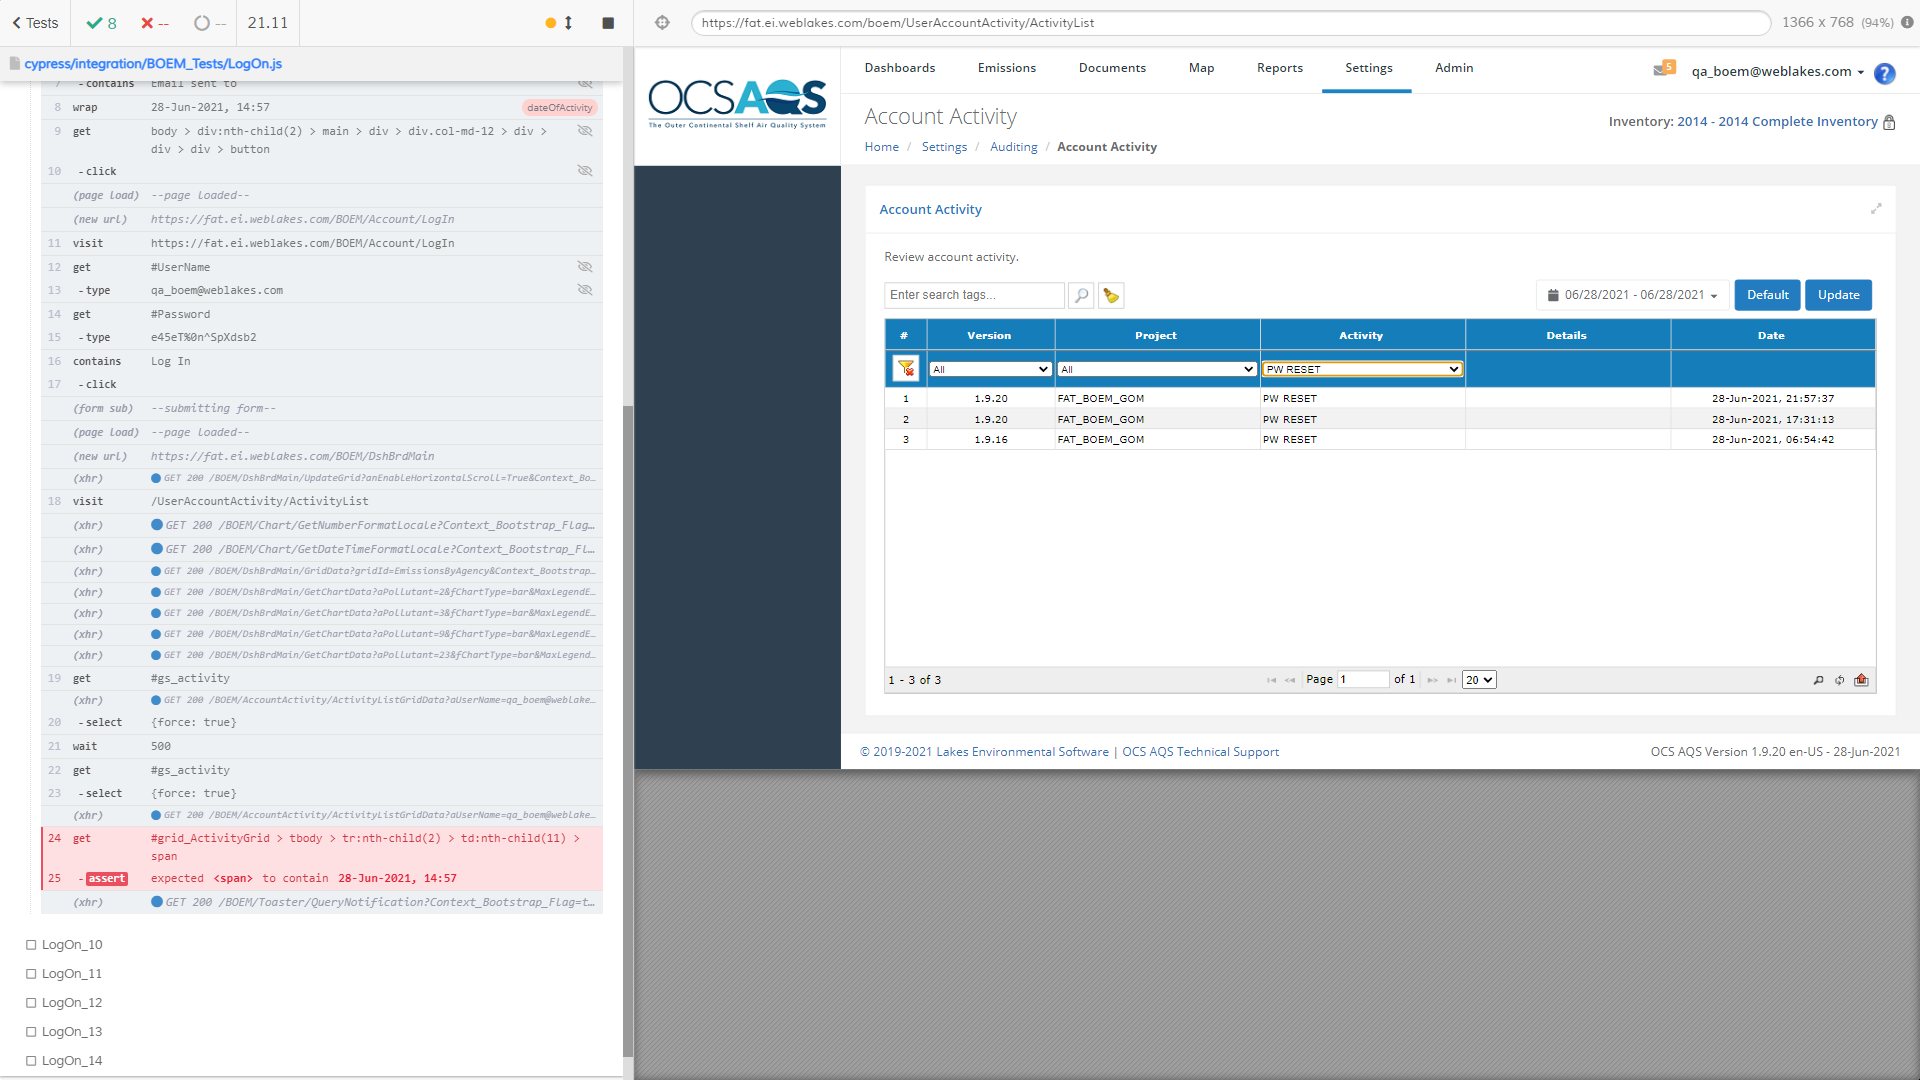 Tests
8
--
--
21.11
https://fat.ei.weblakes.com/boem/UserAccountActivity/ActivityList
1366 x 768 (94%)
cypress/integration/BOEM_Tests/LogOn.js
7 -contains Email sent to
8 wrap 28-Jun-2021, 14:57 dateOfActivity
9 get body > div:nth-child(2) > main > div > div.col-md-12 > div >
div > div > button
10 -click
(page load) --page loaded--
(new url) https://fat.ei.weblakes.com/BOEM/Account/LogIn
11 visit https://fat.ei.weblakes.com/BOEM/Account/LogIn
12 get #UserName
13 -type qa_boem@weblakes.com
14 get #Password
15 -type e45eT%0n^SpXdsb2
16 contains Log In
17 -click
(form sub) --submitting form--
(page load) --page loaded--
(new url) https://fat.ei.weblakes.com/BOEM/DshBrdMain
(xhr) GET 200 /BOEM/DshBrdMain/UpdateGrid?anEnableHorizontalScroll=True&Context_Bo...
18 visit /UserAccountActivity/ActivityList
(xhr) GET 200 /BOEM/Chart/GetNumberFormatLocale?Context_Bootstrap_Flag...
(xhr) GET 200 /BOEM/Chart/GetDateTimeFormatLocale?Context_Bootstrap_Fl...
(xhr) GET 200 /BOEM/DshBrdMain/GridData?gridId=EmissionsByAgency&Context_Bootstrap...
(xhr) GET 200 /BOEM/DshBrdMain/GetChartData?aPollutant=2&fChartType=bar&MaxLegendE...
(xhr) GET 200 /BOEM/DshBrdMain/GetChartData?aPollutant=3&fChartType=bar&MaxLegendE...
(xhr) GET 200 /BOEM/DshBrdMain/GetChartData?aPollutant=9&fChartType=bar&MaxLegendE...
(xhr) GET 200 /BOEM/DshBrdMain/GetChartData?aPollutant=23&fChartType=bar&MaxLegend...
19 get #gs_activity
(xhr) GET 200 /BOEM/AccountActivity/ActivityListGridData?aUserName=qa_boem@weblake...
20 -select {force: true}
21 wait 500
22 get #gs_activity
23 -select {force: true}
(xhr) GET 200 /BOEM/AccountActivity/ActivityListGridData?aUserName=qa_boem@weblake...
24 get #grid_ActivityGrid > tbody > tr:nth-child(2) > td:nth-child(11) >
span
25 -assert expected <span> to contain 28-Jun-2021, 14:57
(xhr) GET 200 /BOEM/Toaster/QueryNotification?Context_Bootstrap_Flag=t...
LogOn_10
LogOn_11
LogOn_12
LogOn_13
LogOn_14
OCSAQS
The Outer Continental Shelf Air Quality System
Dashboards Emissions Documents Map Reports Settings Admin
5 qa_boem@weblakes.com ?
Account Activity
Inventory: 2014 - 2014 Complete Inventory
Home / Settings / Auditing / Account Activity
Account Activity
Review account activity.
Enter search tags...
06/28/2021 - 06/28/2021 Default Update
# Version Project Activity Details Date
All All PW RESET
1 1.9.20 FAT_BOEM_GOM PW RESET 28-Jun-2021, 21:57:37
2 1.9.20 FAT_BOEM_GOM PW RESET 28-Jun-2021, 17:31:13
3 1.9.16 FAT_BOEM_GOM PW RESET 28-Jun-2021, 06:54:42
1 - 3 of 3 Page 1 of 1 20
© 2019-2021 Lakes Environmental Software | OCS AQS Technical Support
OCS AQS Version 1.9.20 en-US - 28-Jun-2021